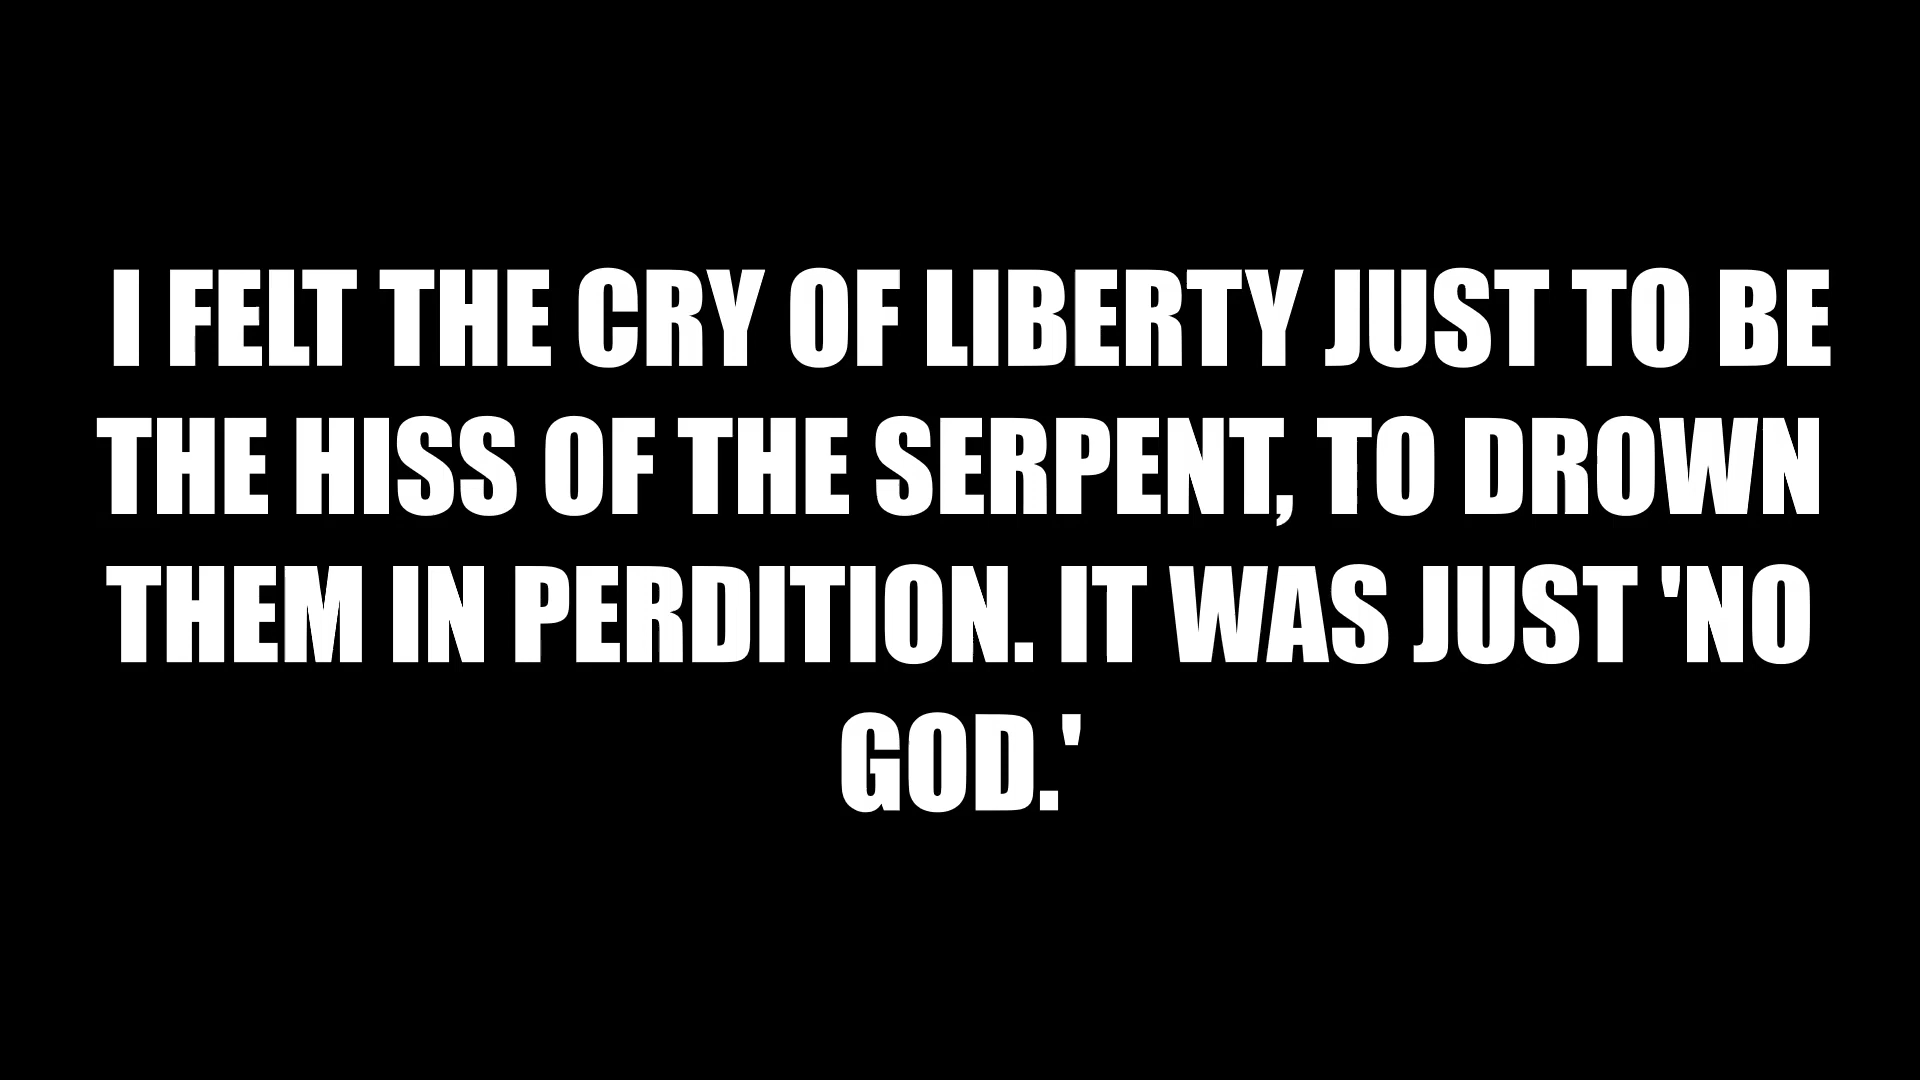 I FELT THE CRY OF LIBERTY JUST TO BE
THE HISS OF THE SERPENT, TO DROWN
THEM IN PERDITION. IT WAS JUST 'NO
GOD.'